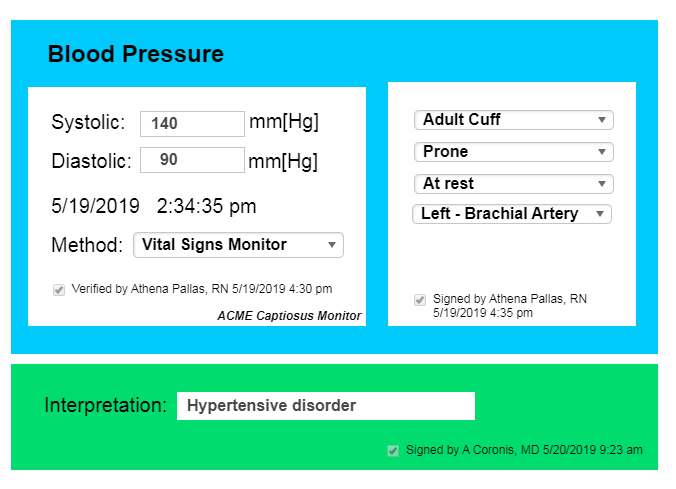 Blood Pressure
Systolic: 140 mm[Hg]
Diastolic: 90 mm[Hg]
5/19/2019 2:34:35 pm
Method: Vital Signs Monitor
Verified by Athena Pallas, RN 5/19/2019 4:30 pm
ACME Captiosus Monitor
Adult Cuff
Prone
At rest
Left - Brachial Artery
Signed by Athena Pallas, RN
5/19/2019 4:35 pm
Interpretation: Hypertensive disorder
Signed by A Coronis, MD 5/20/2019 9:23 am